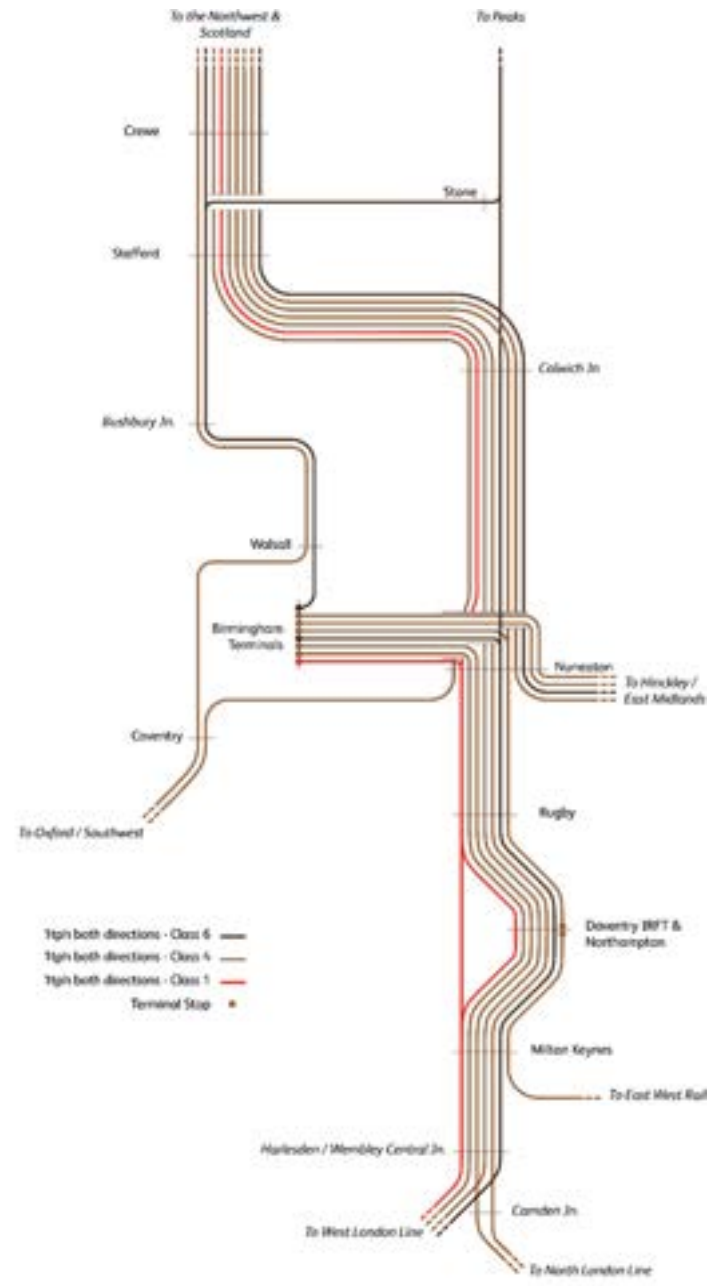 To the Northwest &
Scotland
To Peaks
Crewe
Stone
Stafford
Colwich Jn
Bushbury Jn.
Walsall
Birmingham
Terminals
Nuneaton
To Hinckley /
East Midlands
Coventry
To Oxford / Southwest
Rugby
1tph both directions - Class 6
1tph both directions - Class 4
1tph both directions - Class 1
Terminal Stop
Daventry IRFT &
Northampton
Milton Keynes
To East West Rail
Harlesden / Wembley Central Jn.
Camden Jn.
To West London Line
To North London Line